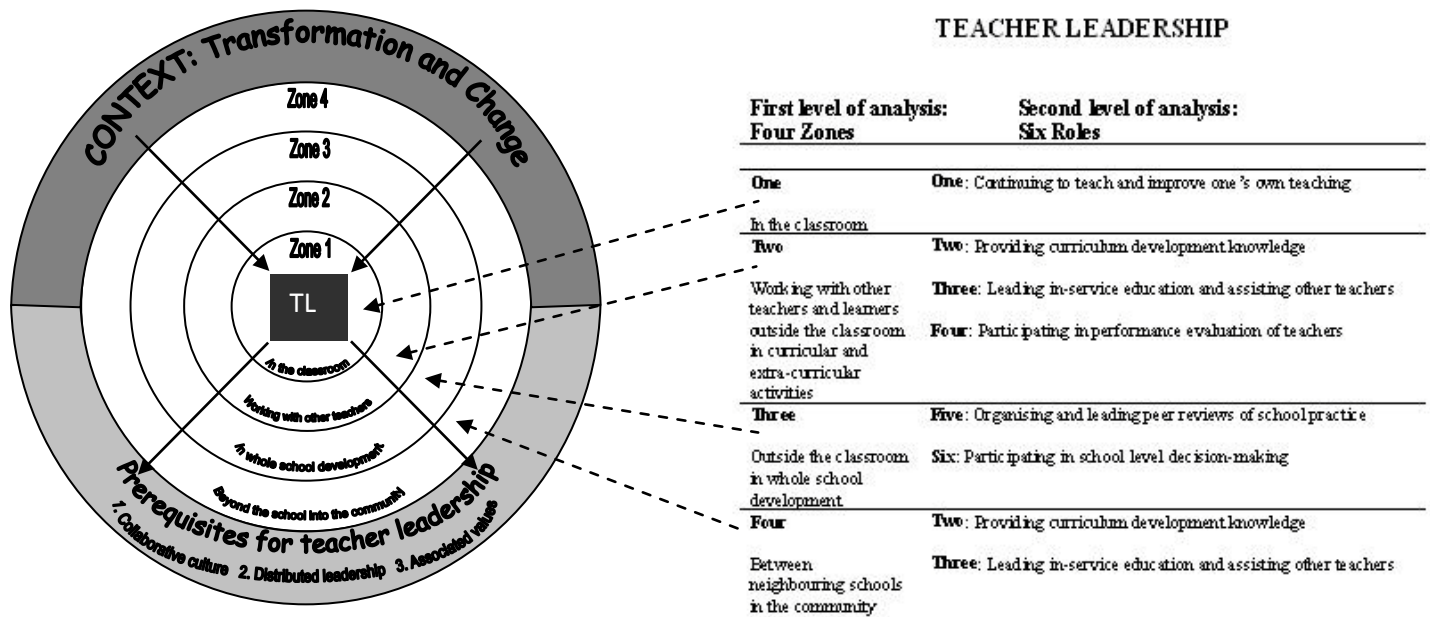 CONTEXT: Transformation and Change
Zone 4
Zone 3
Zone 2
Zone 1
TL
In the classroom
Working with other teachers
In whole school development
Beyond the school into the community
Prerequisites for teacher leadership
1. Collaborative culture 2. Distributed leadership 3. Associated values
TEACHER LEADERSHIP
First level of analysis:
Four Zones
Second level of analysis:
Six Roles
One
In the classroom
One: Continuing to teach and improve one's own teaching
Two
Working with other
teachers and learners
outside the classroom
in curricular and
extra-curricular
activities
Two: Providing curriculum development knowledge
Three: Leading in-service education and assisting other teachers
Four: Participating in performance evaluation of teachers
Three
Outside the classroom
in whole school
development
Five: Organising and leading peer reviews of school practice
Six: Participating in school level decision-making
Four
Between
neighbouring schools
in the community
Two: Providing curriculum development knowledge
Three: Leading in-service education and assisting other teachers